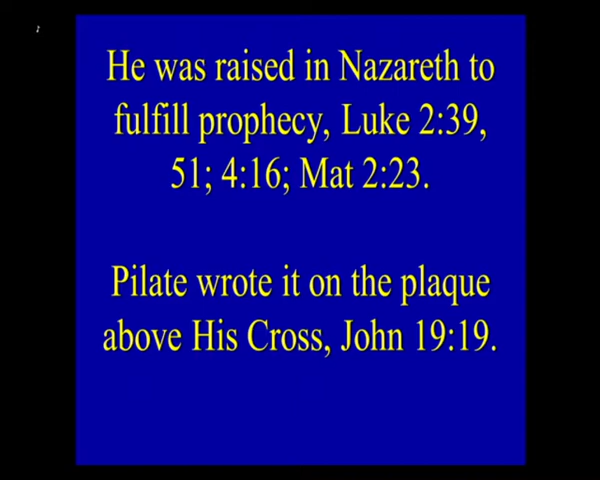 He was raised in Nazareth to
fulfill prophecy, Luke 2:39,
51; 4:16; Mat 2:23.
Pilate wrote it on the plaque
above His Cross, John 19:19.